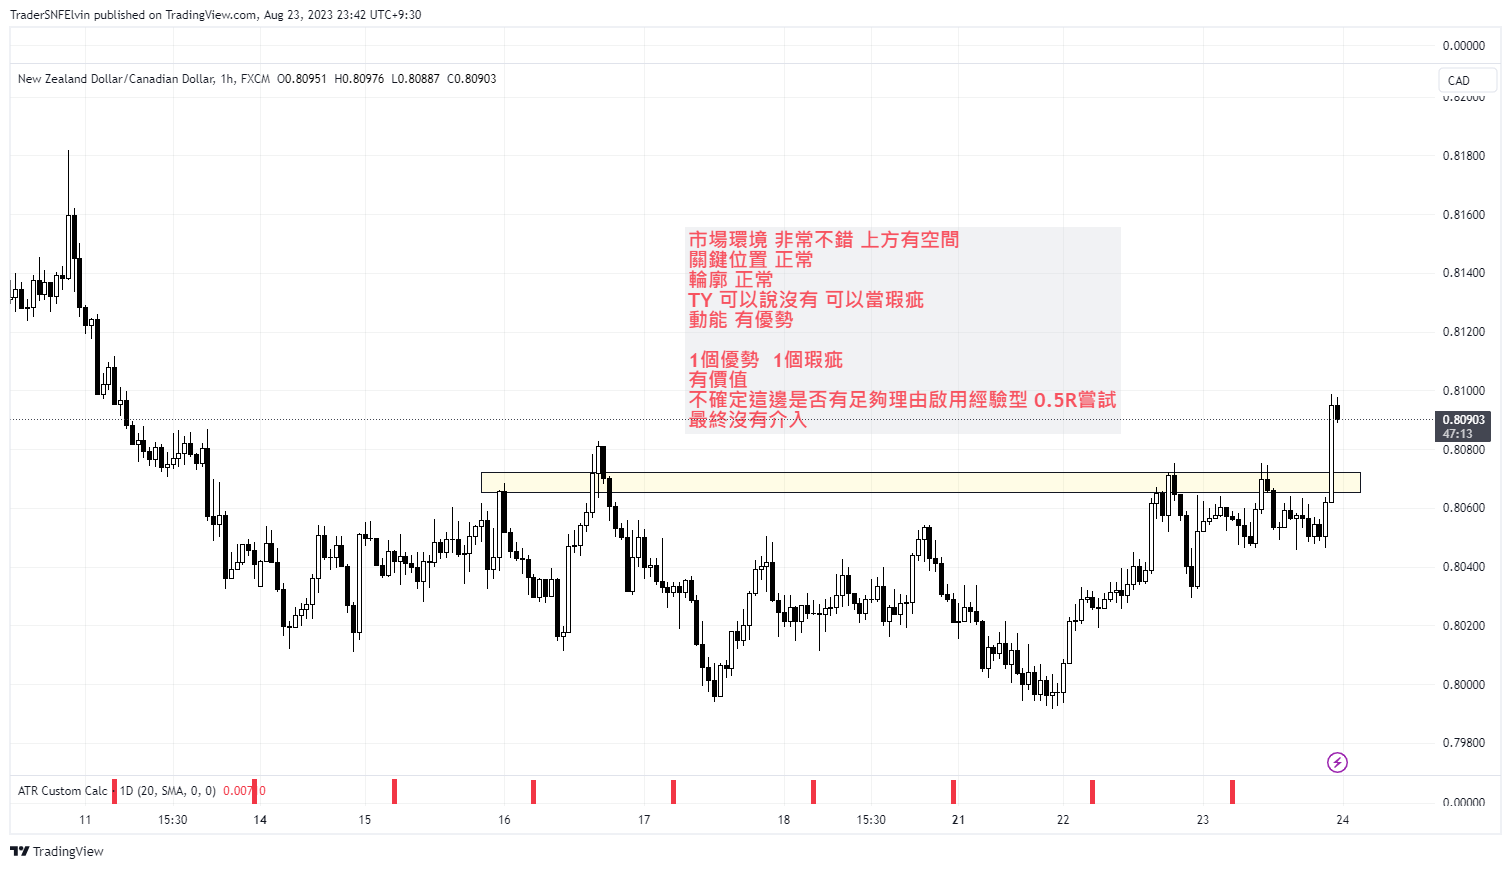 TraderSNFElvin published on TradingView.com, Aug 23, 2023 23:42 UTC+9:30
0.00000
New Zealand Dollar/Canadian Dollar, 1h, FXCM O0.80951 H0.80976 L0.80887 C0.80903
CAD
0.82000
0.81800
0.81600
市場環境 非常不錯 上方有空間
關鍵位置 正常
輪廓 正常
TY 可以說沒有 可以當瑕疵
動能 有優勢
1個優勢 1個瑕疵
有價值
不確定這邊是否有足夠理由啟用經驗型 0.5R嘗試
最終沒有介入
0.81400
0.81200
0.81000
0.80903
47:13
0.80800
0.80600
0.80400
0.80200
0.80000
0.79800
ATR Custom Calc · 1D (20, SMA, 0, 0) 0.00710
0.00000
11 15:30 14 15 16 17 18 15:30 21 22 23 24
TradingView